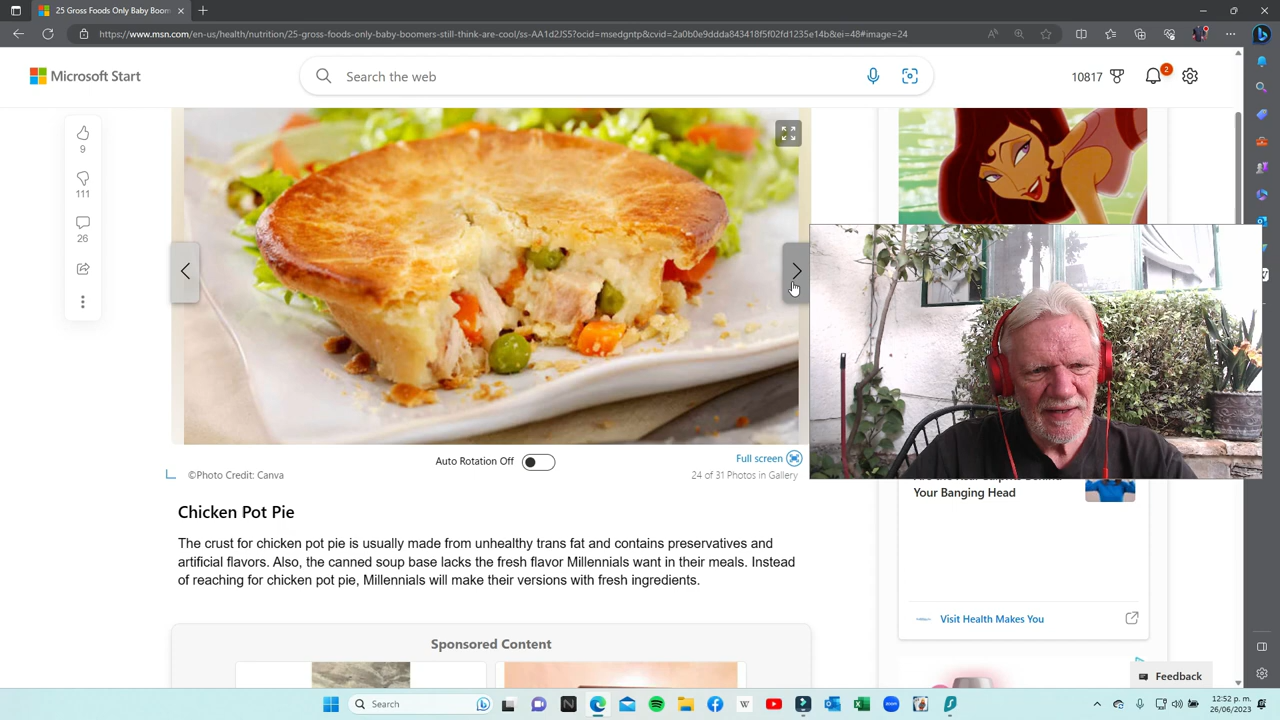 25 Gross Foods Only Baby Boom
https://www.msn.com/en-us/health/nutrition/25-gross-foods-only-baby-boomers-still-think-are-cool/ss-AA1d2JS5?ocid=msedgntp&cvid=2a0b0e9ddda843418f5f02fd1235e14b&ei=48#image=24
Microsoft Start
Search the web
10817
2
9
111
26
Auto Rotation Off
Full screen
©Photo Credit: Canva
24 of 31 Photos in Gallery
Your Banging Head
Chicken Pot Pie
The crust for chicken pot pie is usually made from unhealthy trans fat and contains preservatives and
artificial flavors. Also, the canned soup base lacks the fresh flavor Millennials want in their meals. Instead
of reaching for chicken pot pie, Millennials will make their versions with fresh ingredients.
Visit Health Makes You
Sponsored Content
Feedback
Search
12:52 p. m.
26/06/2023